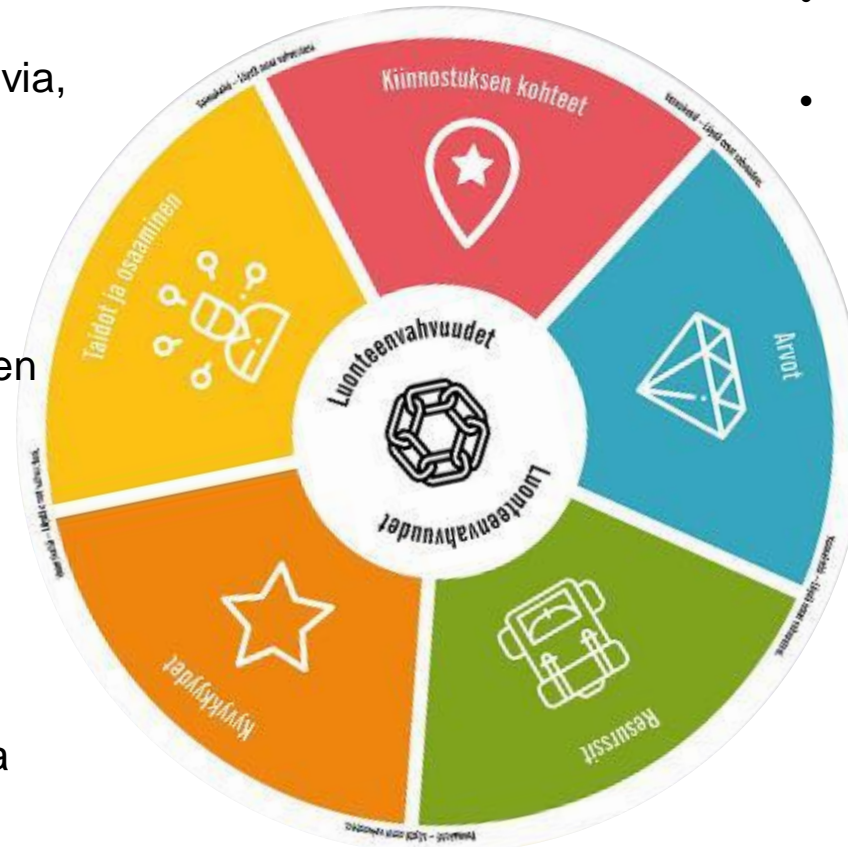 via,
en
a
Kiinnostuksen kohteet
Arvot
Resurssit
Kyvykkyydet
Taidot ja osaaminen
Luonteenvahvuudet
Luonteenvahvuudet